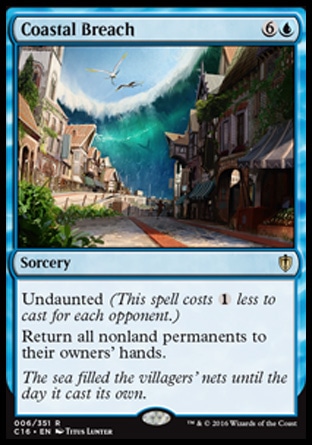 Coastal Breach 6
Sorcery
Undaunted (This spell costs 1 less to
cast for each opponent.)
Return all nonland permanents to
their owners' hands.
The sea filled the villagers' nets until the
day it cast its own.
006/351 R
C16 • EN Titus Lunter
™ & © 2016 Wizards of the Coast